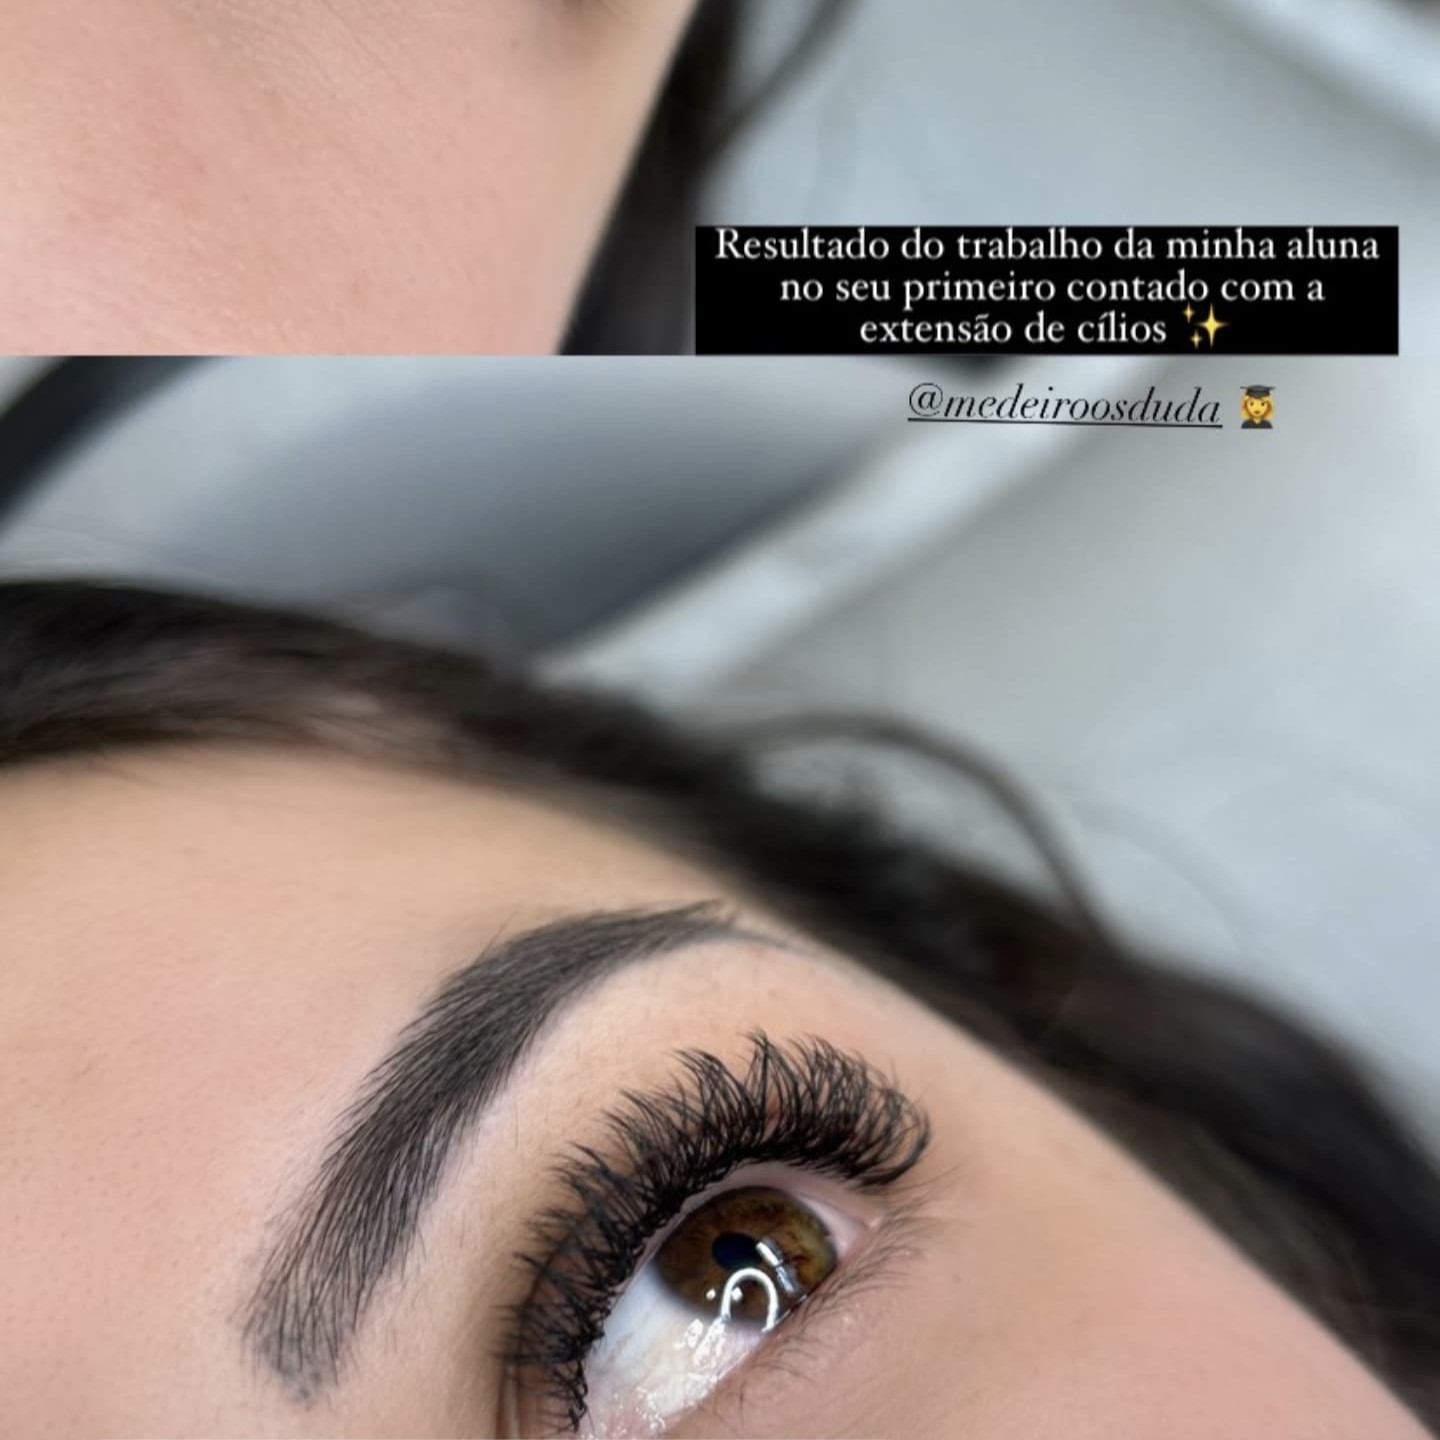 Resultado do trabalho da minha aluna
no seu primeiro contado com a
extensão de cílios ✨
@medeiroosduda 👩‍🎓